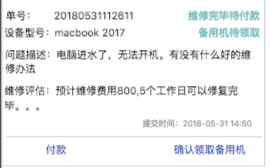 单号： 20180531112611 维修完毕待付款
设备型号：macbook 2017 备用机待领取
问题描述：电脑进水了，无法开机。有没有什么好的维
修办法
维修评估：预计维修费用800,5个工作日可以修复完
毕。。。
提交时间：2018-05-31 14:50
付款 确认领取备用机